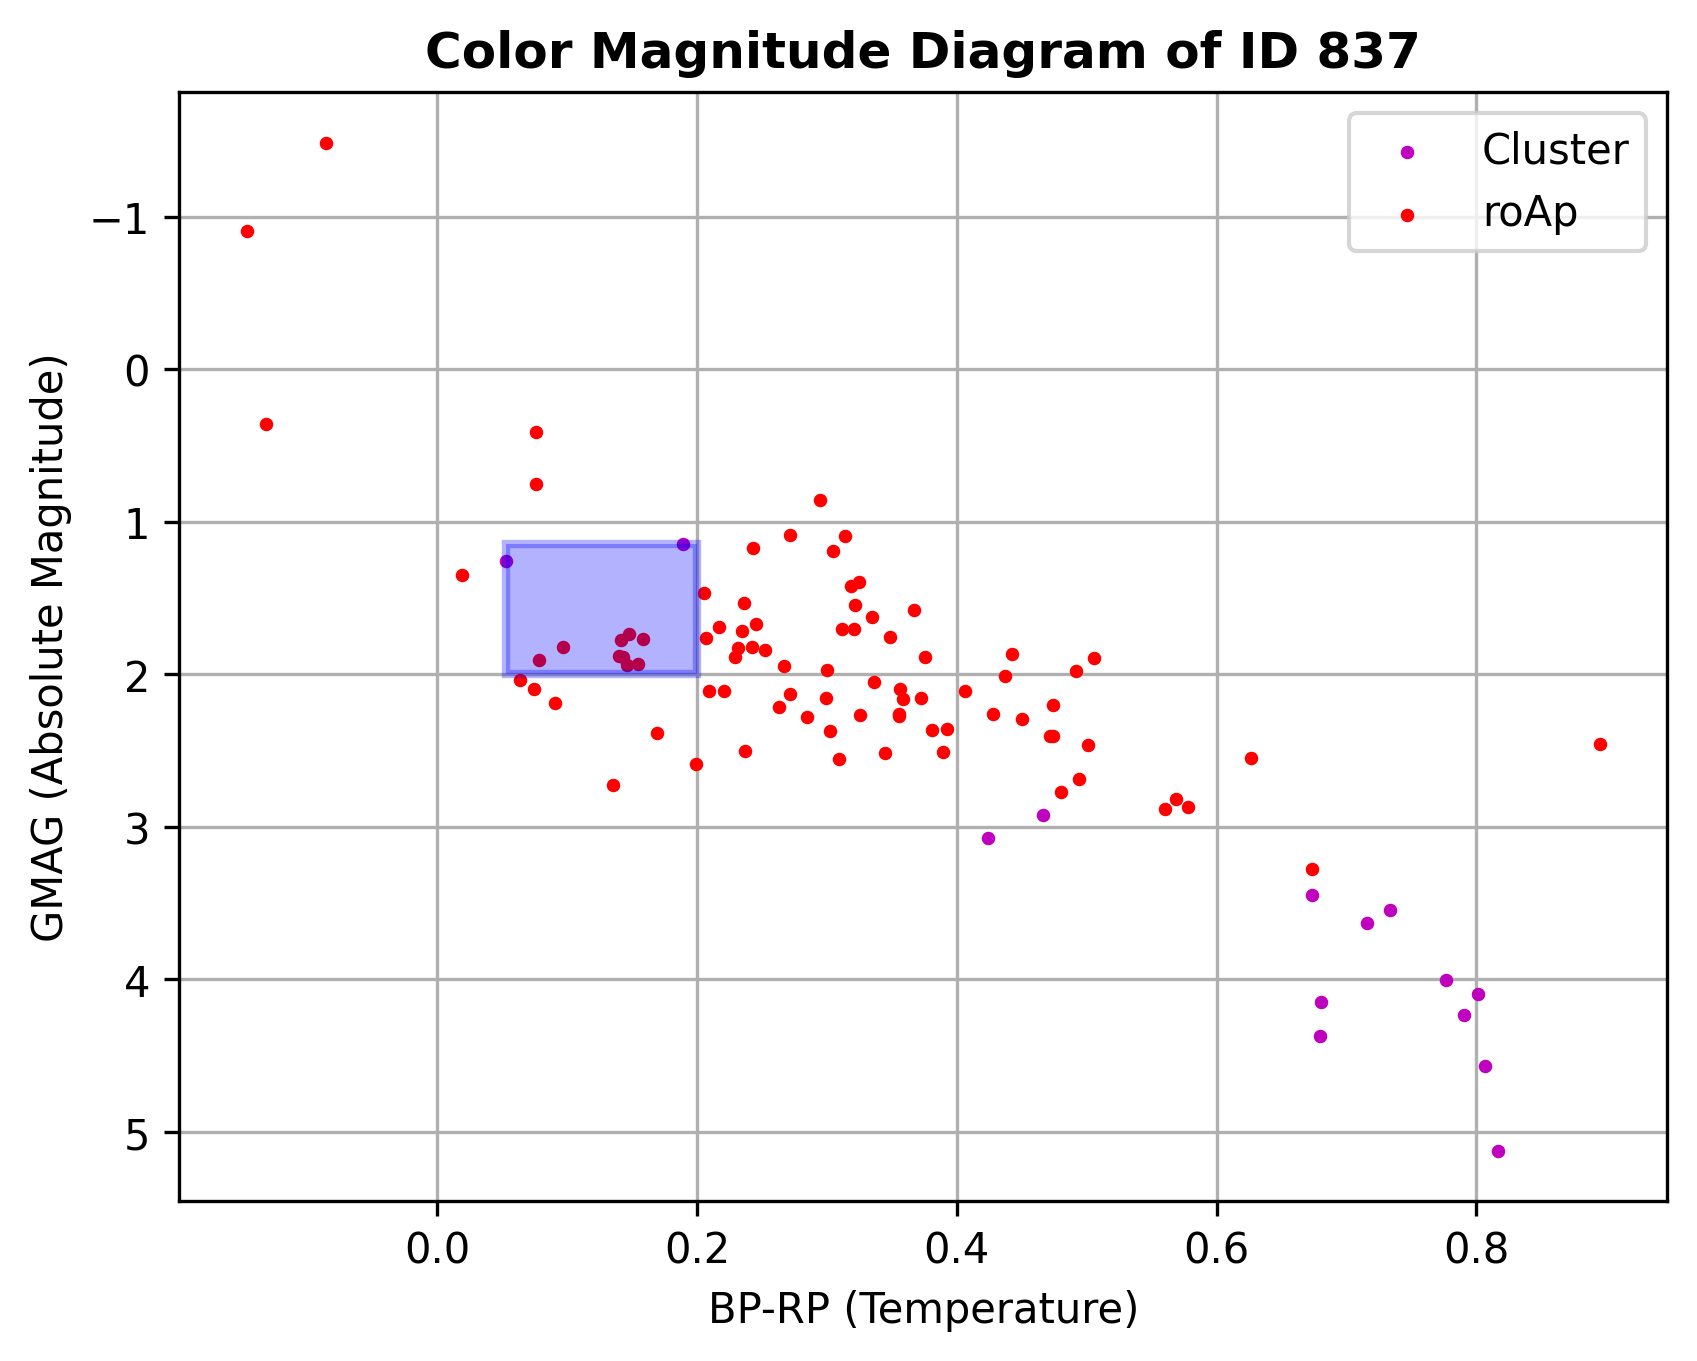 Color Magnitude Diagram of ID 837
Cluster
roAp
GMAG (Absolute Magnitude)
−1
0
1
2
3
4
5
0.0 0.2 0.4 0.6 0.8
BP-RP (Temperature)